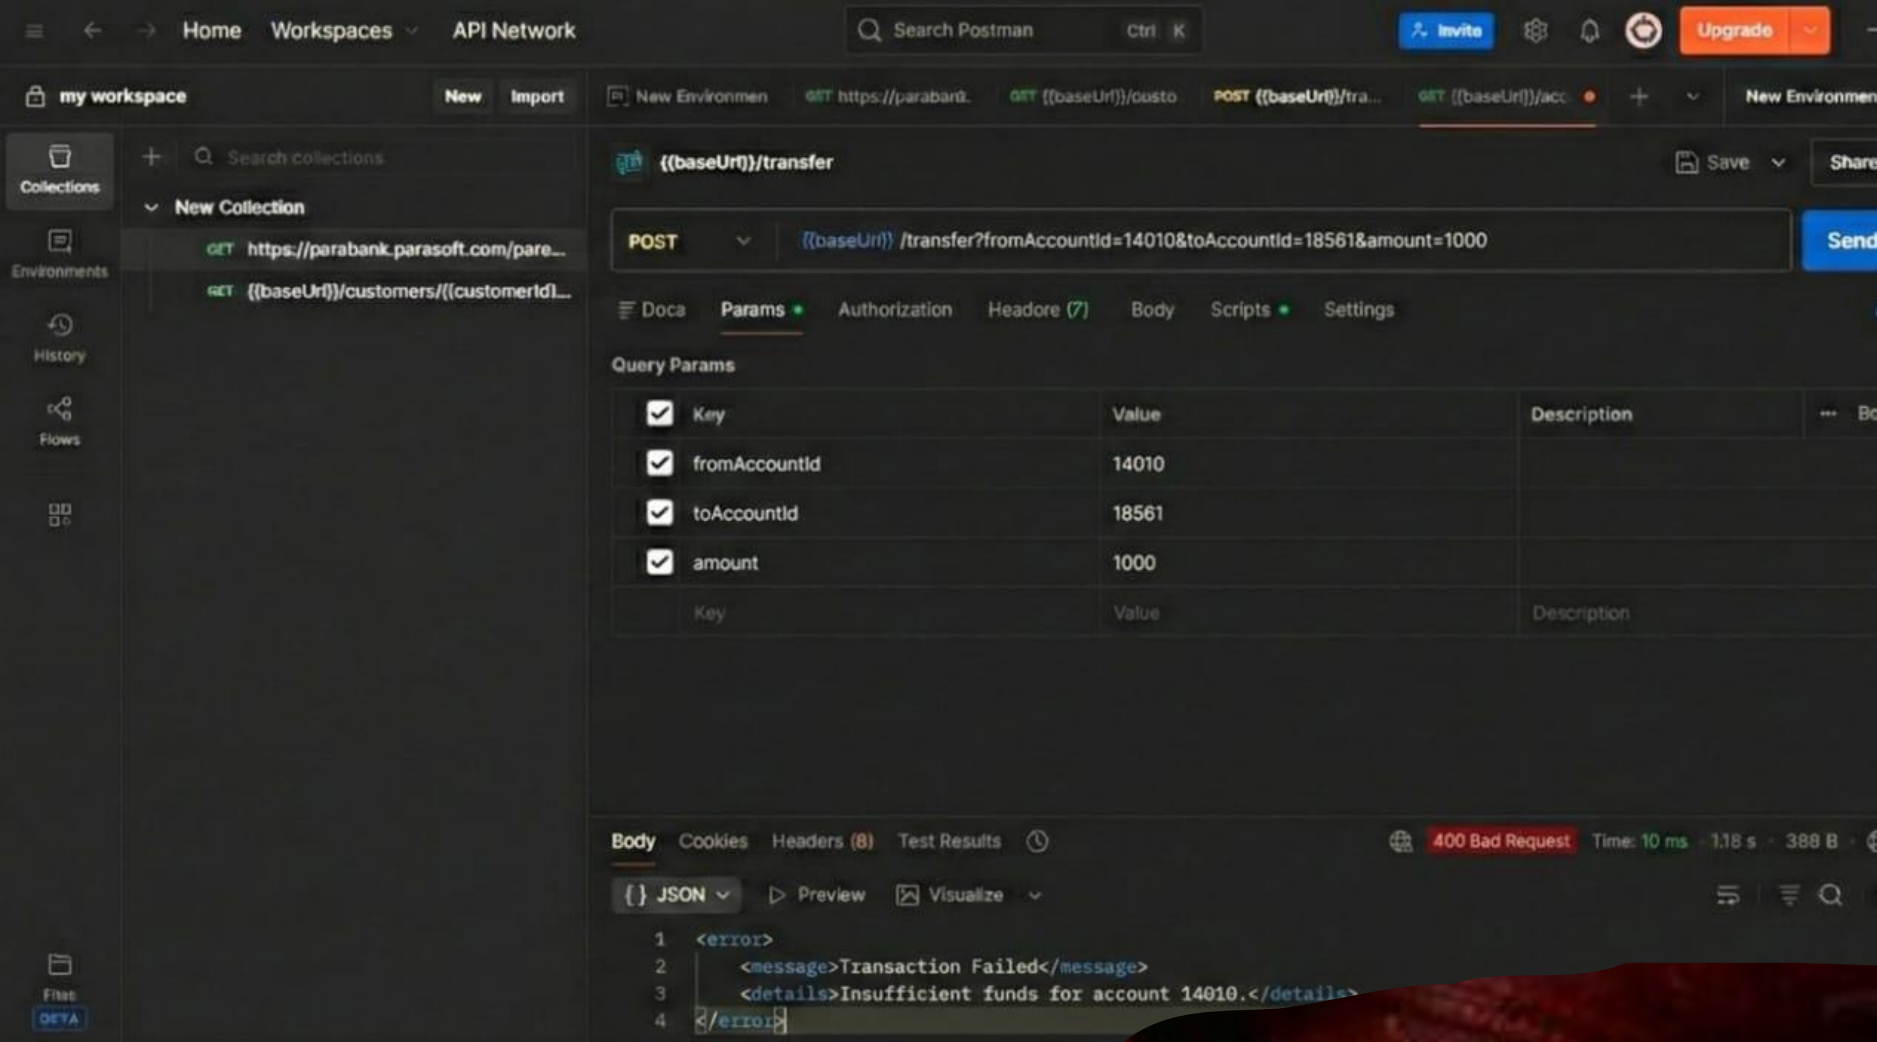 Home Workspaces API Network Search Postman Ctrl K Invite Upgrade
my workspace New Import New Environmen GET https://parabank. GET {{baseUrl}}/custo POST {{baseUrl}}/tra... GET {{baseUrl}}/acc New Environmen
Collections
Search collections
{{baseUrl}}/transfer Save Share
New Collection
GET https://parabank.parasoft.com/pare...
GET {{baseUrl}}/customers/{{customerId}...
Environments
History
Flows
Files
BETA
POST {{baseUrl}} /transfer?fromAccountId=14010&toAccountId=18561&amount=1000 Send
Doca Params Authorization Headore (7) Body Scripts Settings
Query Params
Key Value Description ... Bo
fromAccountId 14010
toAccountId 18561
amount 1000
Key Value Description
Body Cookies Headers (8) Test Results 400 Bad Request Time: 10 ms 1.18 s 388 B
{ } JSON Preview Visualize
1 <error>
2 <message>Transaction Failed</message>
3 <details>Insufficient funds for account 14010.</details>
4 </error>